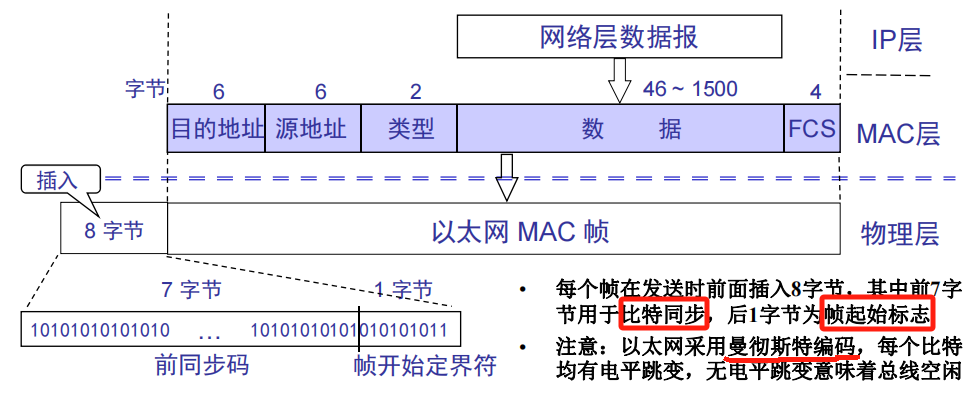 网络层数据报
IP层
字节 6 6 2 46 ~ 1500 4
目的地址 源地址 类型 数 据 FCS
MAC层
插入
8 字节
以太网 MAC 帧
物理层
7 字节 1 字节
10101010101010 … 10101010101010101011
前同步码 帧开始定界符
• 每个帧在发送时前面插入8字节，其中前7字
节用于比特同步，后1字节为帧起始标志
• 注意：以太网采用曼彻斯特编码，每个比特
均有电平跳变，无电平跳变意味着总线空闲